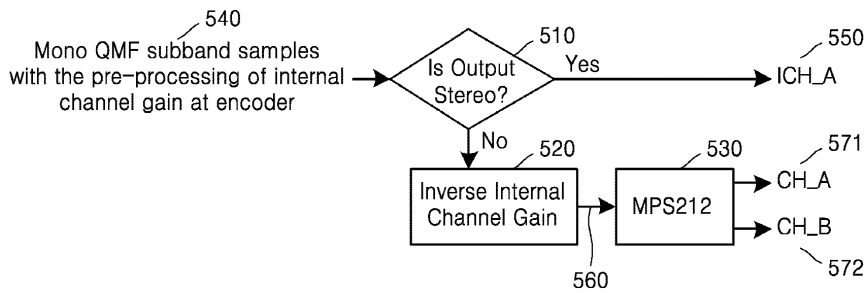 540
Mono QMF subband samples
with the pre-processing of internal
channel gain at encoder
510
Is Output
Stereo?
Yes
550
ICH_A
No
520
Inverse Internal
Channel Gain
560
530
MPS212
571
CH_A
CH_B
572